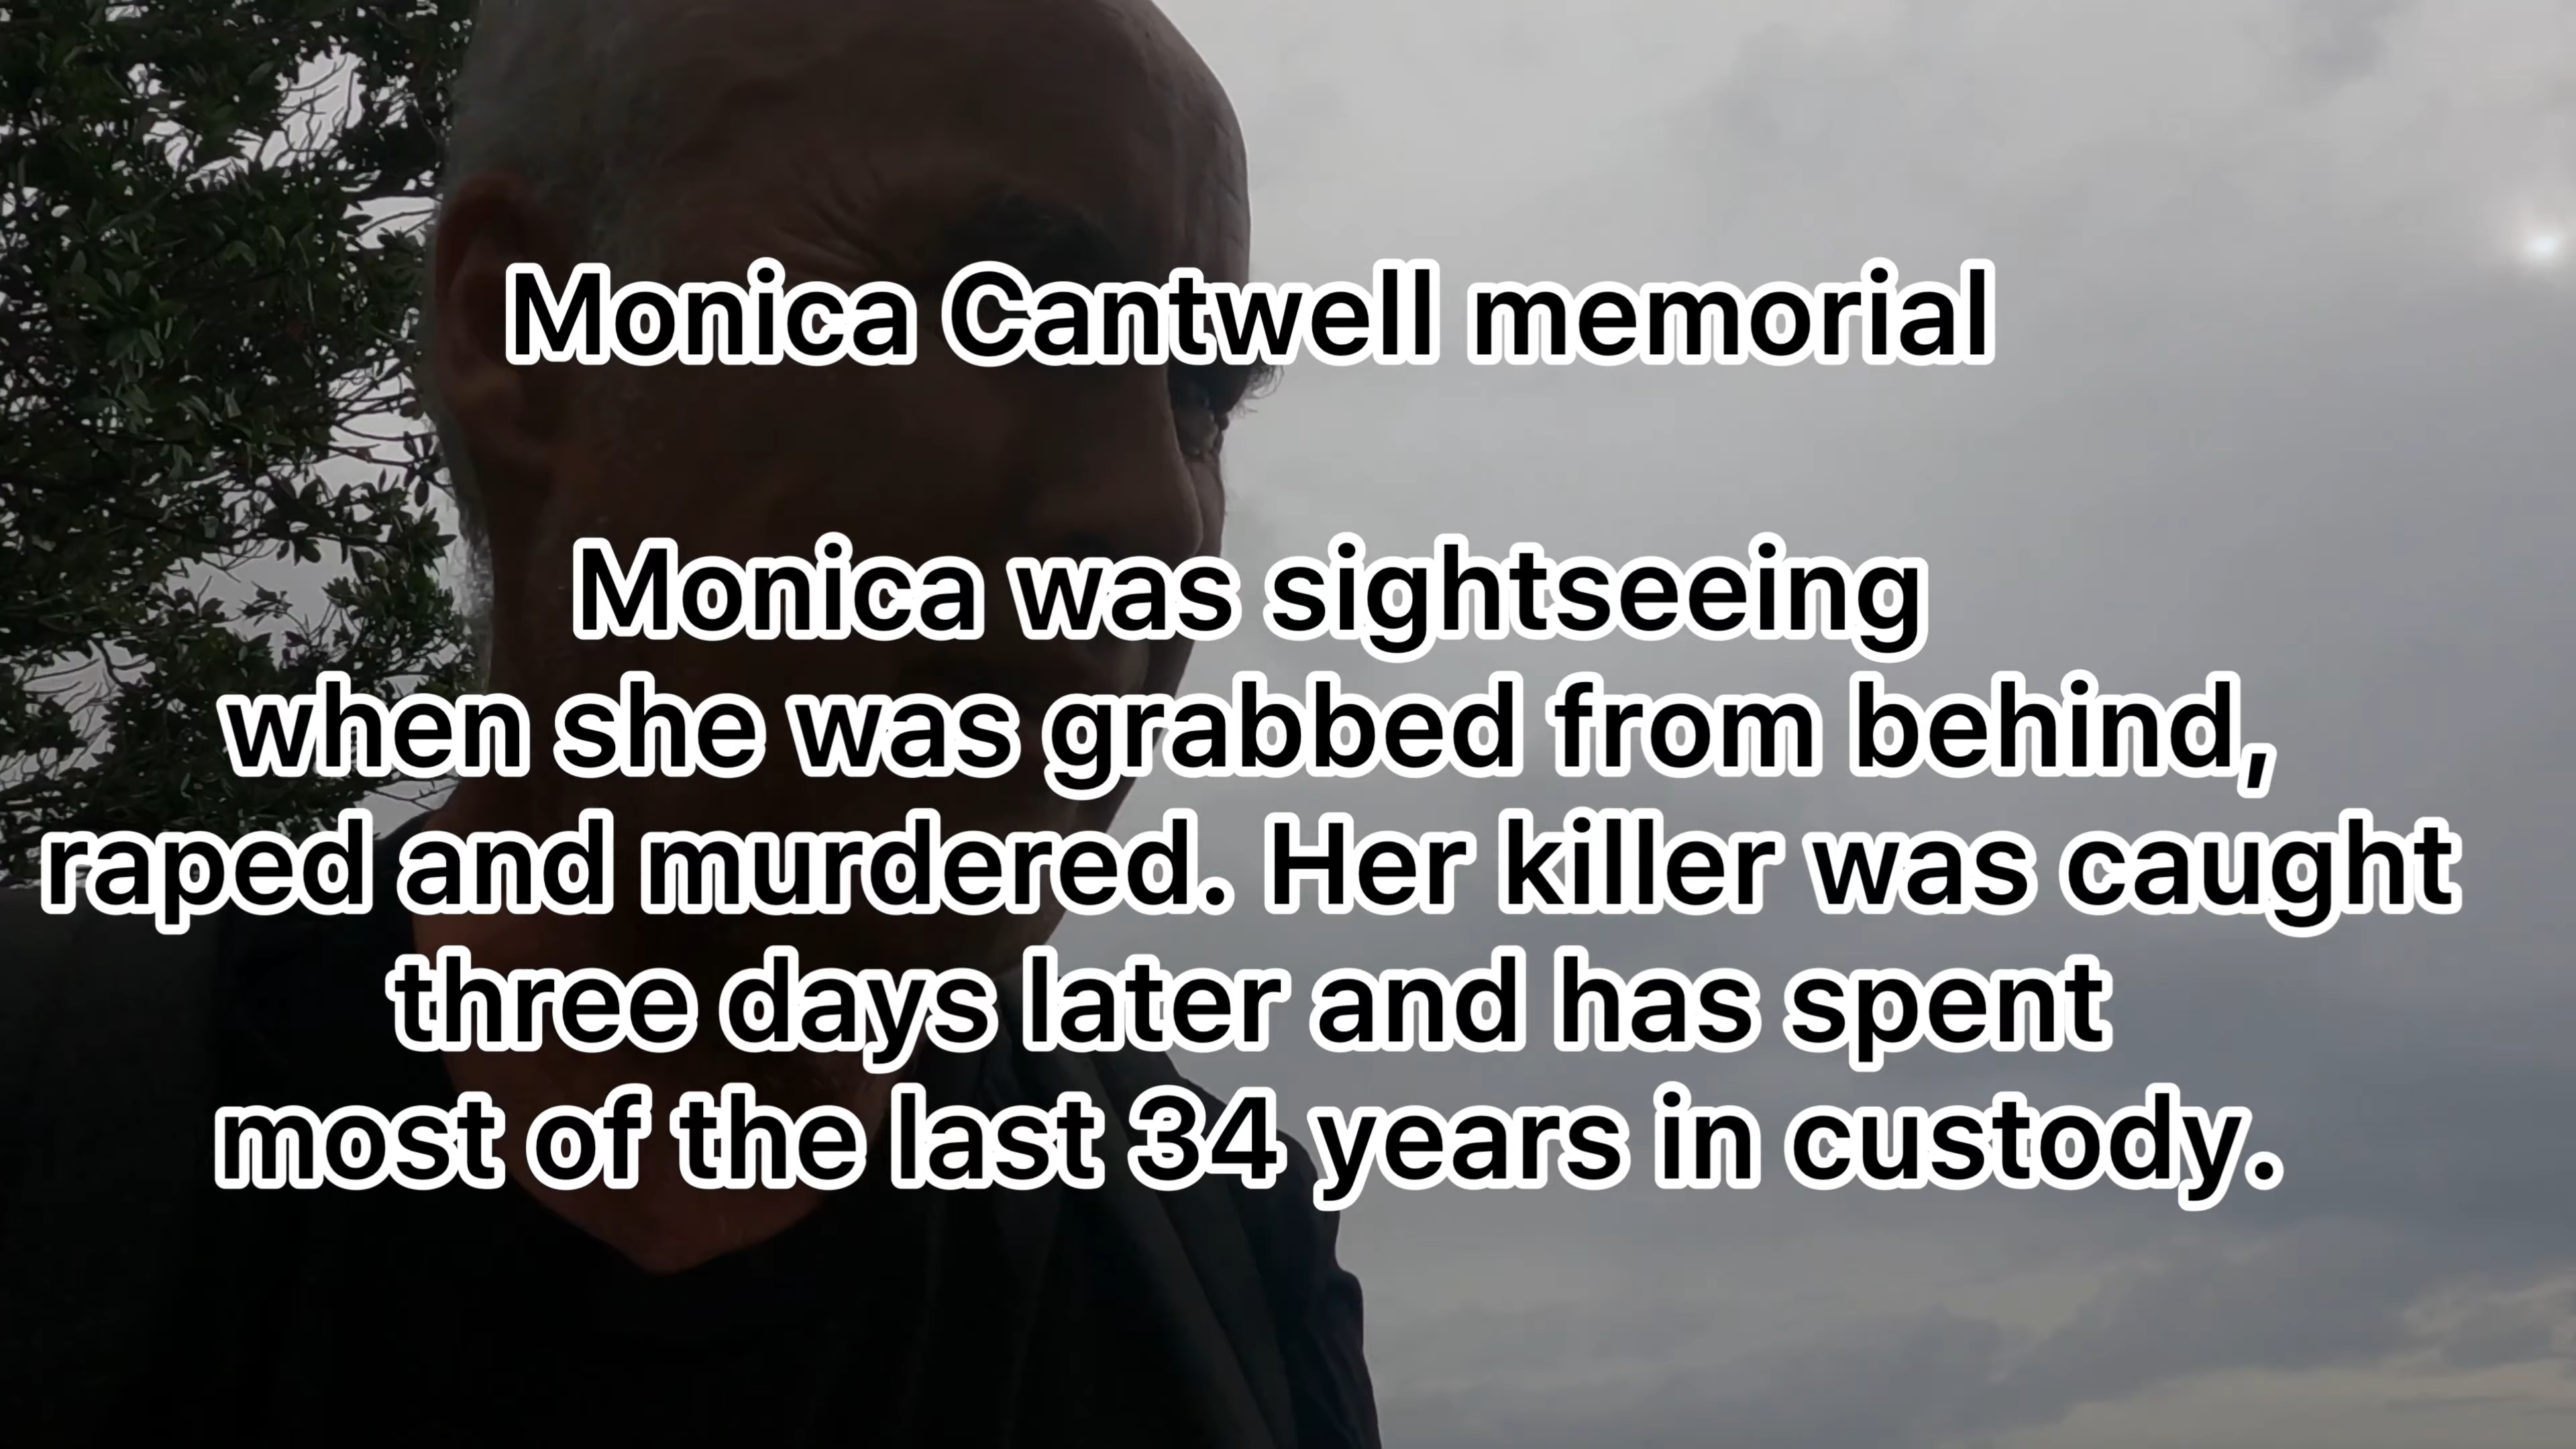 Monica Cantwell memorial
Monica was sightseeing
when she was grabbed from behind,
raped and murdered. Her killer was caught
three days later and has spent
most of the last 34 years in custody.